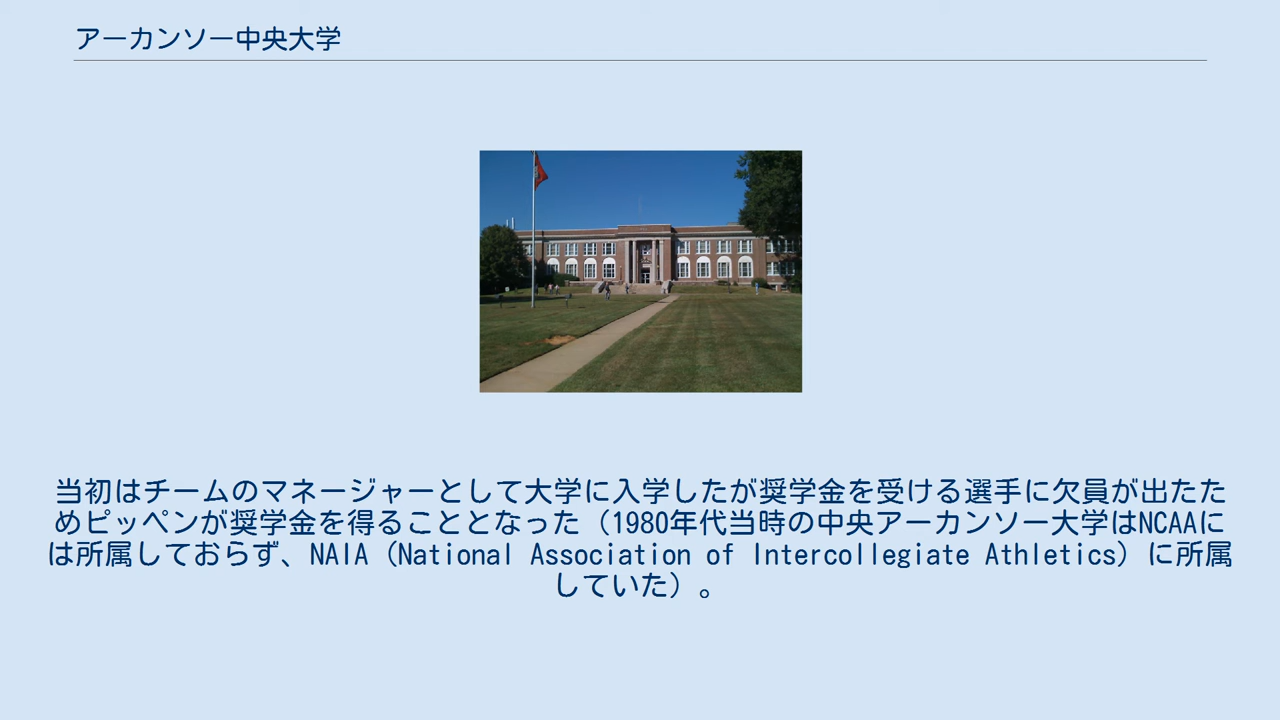 アーカンソー中央大学
当初はチームのマネージャーとして大学に入学したが奨学金を受ける選手に欠員が出たた
めピッペンが奨学金を得ることとなった（1980年代当時の中央アーカンソー大学はNCAAに
は所属しておらず、NAIA（National Association of Intercollegiate Athletics）に所属
していた）。